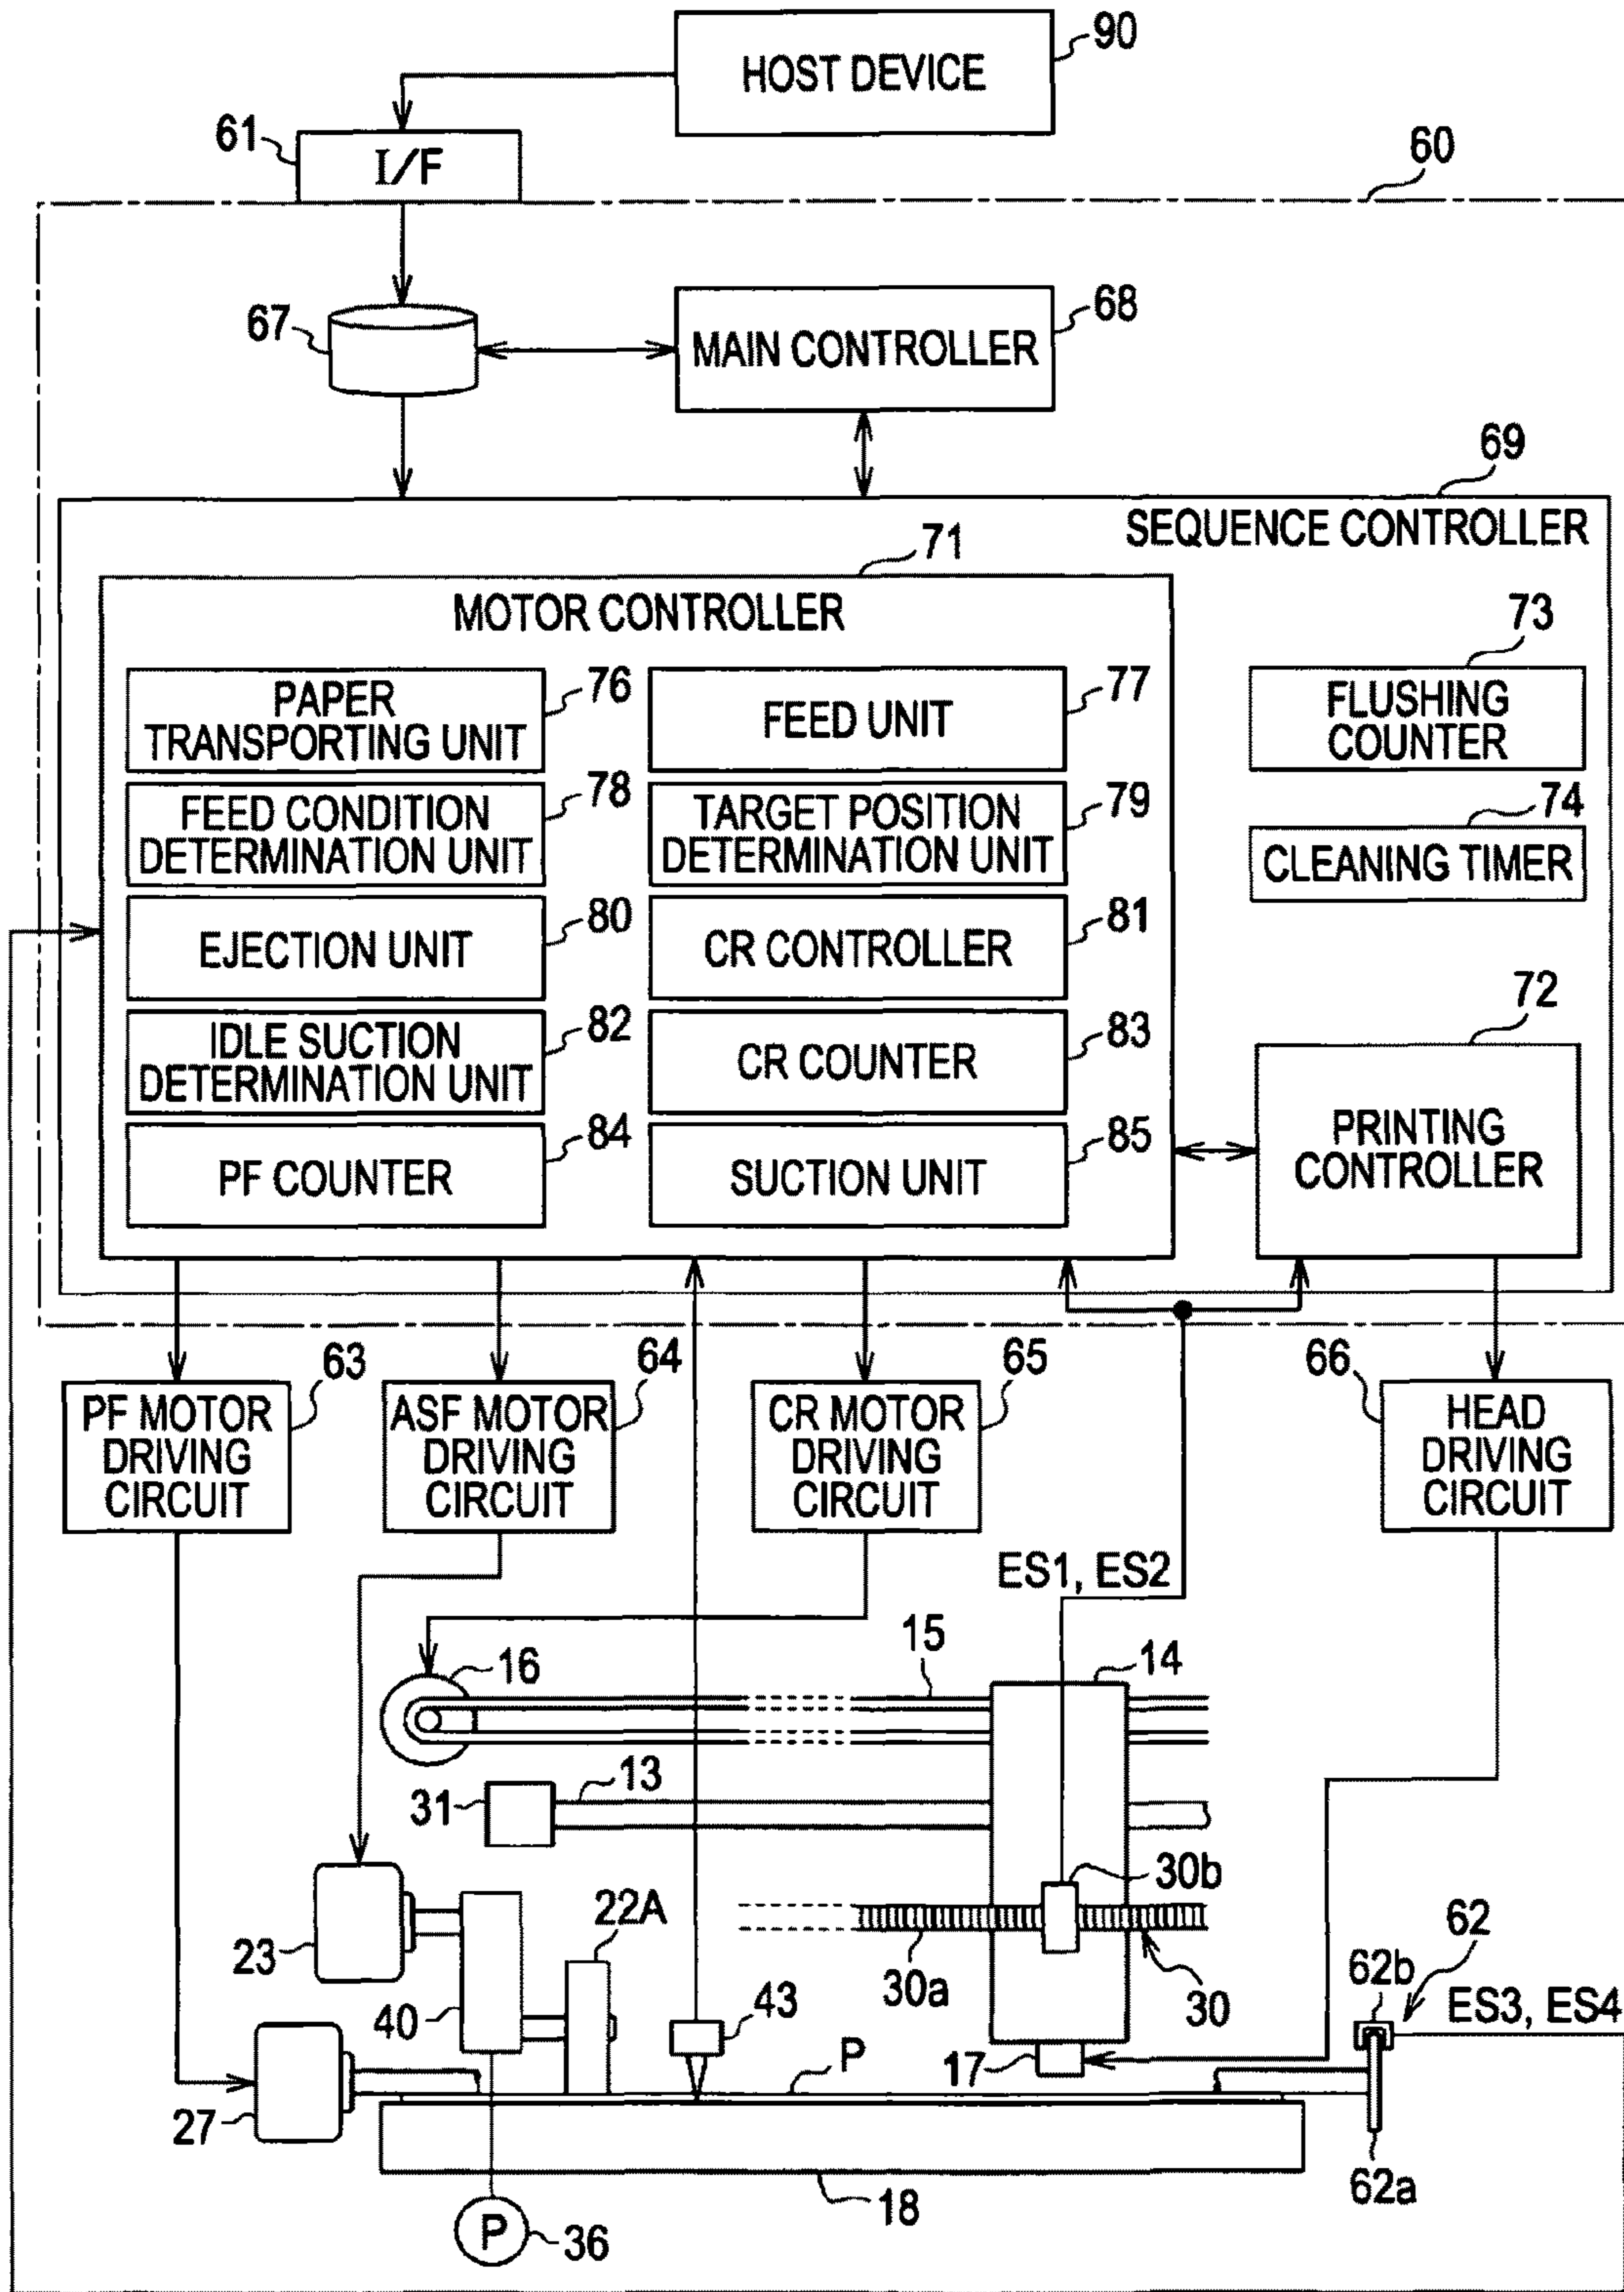 90
HOST DEVICE
61
I/F
60
67
68
MAIN CONTROLLER
69
SEQUENCE CONTROLLER
71
MOTOR CONTROLLER
73
PAPER
TRANSPORTING UNIT
76
FEED UNIT
77
FLUSHING
COUNTER
FEED CONDITION
DETERMINATION UNIT
78
TARGET POSITION
DETERMINATION UNIT
79
74
CLEANING TIMER
EJECTION UNIT
80
CR CONTROLLER
81
IDLE SUCTION
DETERMINATION UNIT
82
CR COUNTER
83
72
PRINTING
CONTROLLER
PF COUNTER
84
SUCTION UNIT
85
63
64
65
66
PF MOTOR
DRIVING
CIRCUIT
ASF MOTOR
DRIVING
CIRCUIT
CR MOTOR
DRIVING
CIRCUIT
HEAD
DRIVING
CIRCUIT
ES1, ES2
16
15
14
31
13
30b
22A
23
30a
30
62
62b
ES3, ES4
40
43
P
17
27
62a
18
P
36